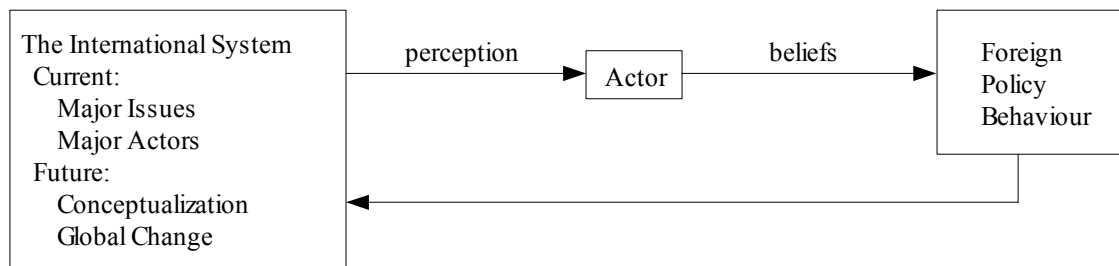 The International System
Current:
Major Issues
Major Actors
Future:
Conceptualization
Global Change
perception
Actor
beliefs
Foreign
Policy
Behaviour